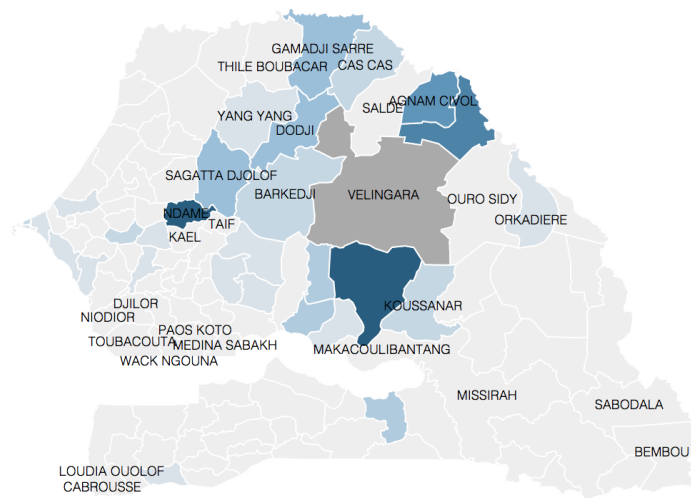 GAMADJI SARRE
THILE BOUBACAR
CAS CAS
AGNAM CIVOL
SALDE
YANG YANG
DODJI
SAGATTA DJOLOF
BARKEDJI
VELINGARA
OURO SIDY
ORKADIERE
NDAME
TAIF
KAEL
DJILOR
NIODIOR
KOUSSANAR
PAOS KOTO
TOUBACOUTA
MEDINA SABAKH
WACK NGOUNA
MAKACOULIBANTANG
MISSIRAH
SABODALA
BEMBOU
LOUDIA OUOLOF
CABROUSSE